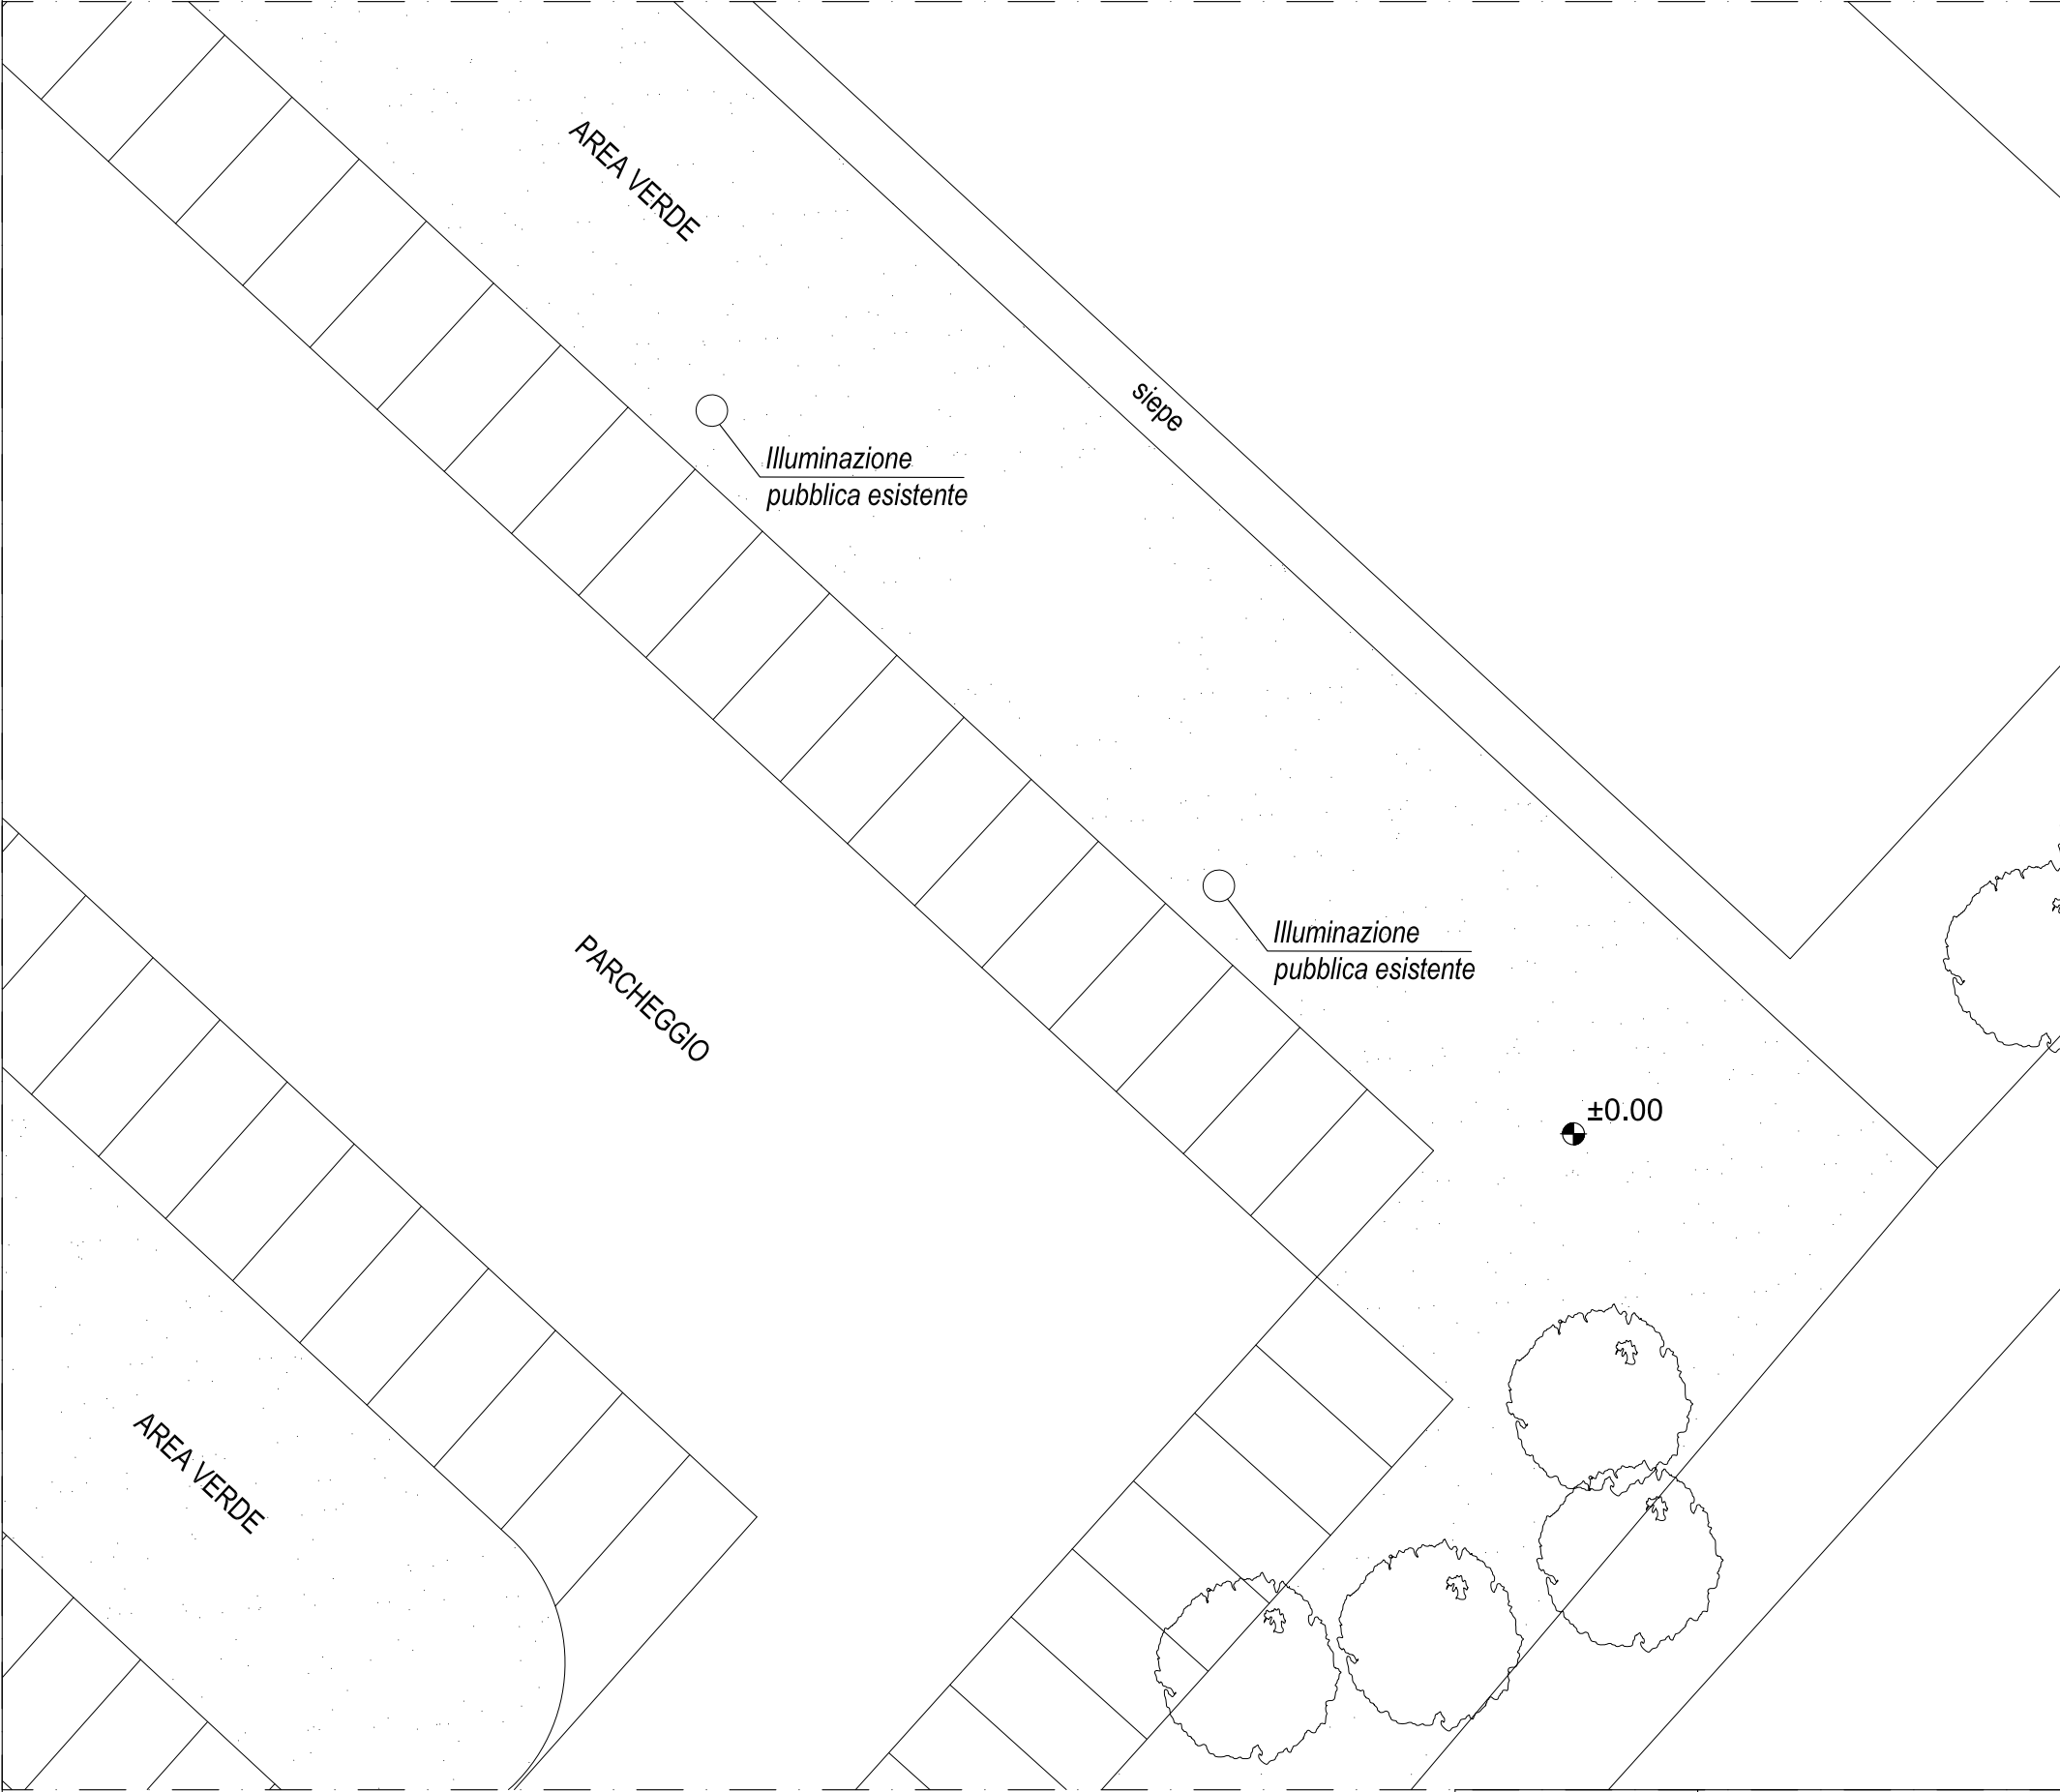 AREA VERDE
siepe
Illuminazione
pubblica esistente
Illuminazione
pubblica esistente
PARCHEGGIO
±0.00
AREA VERDE